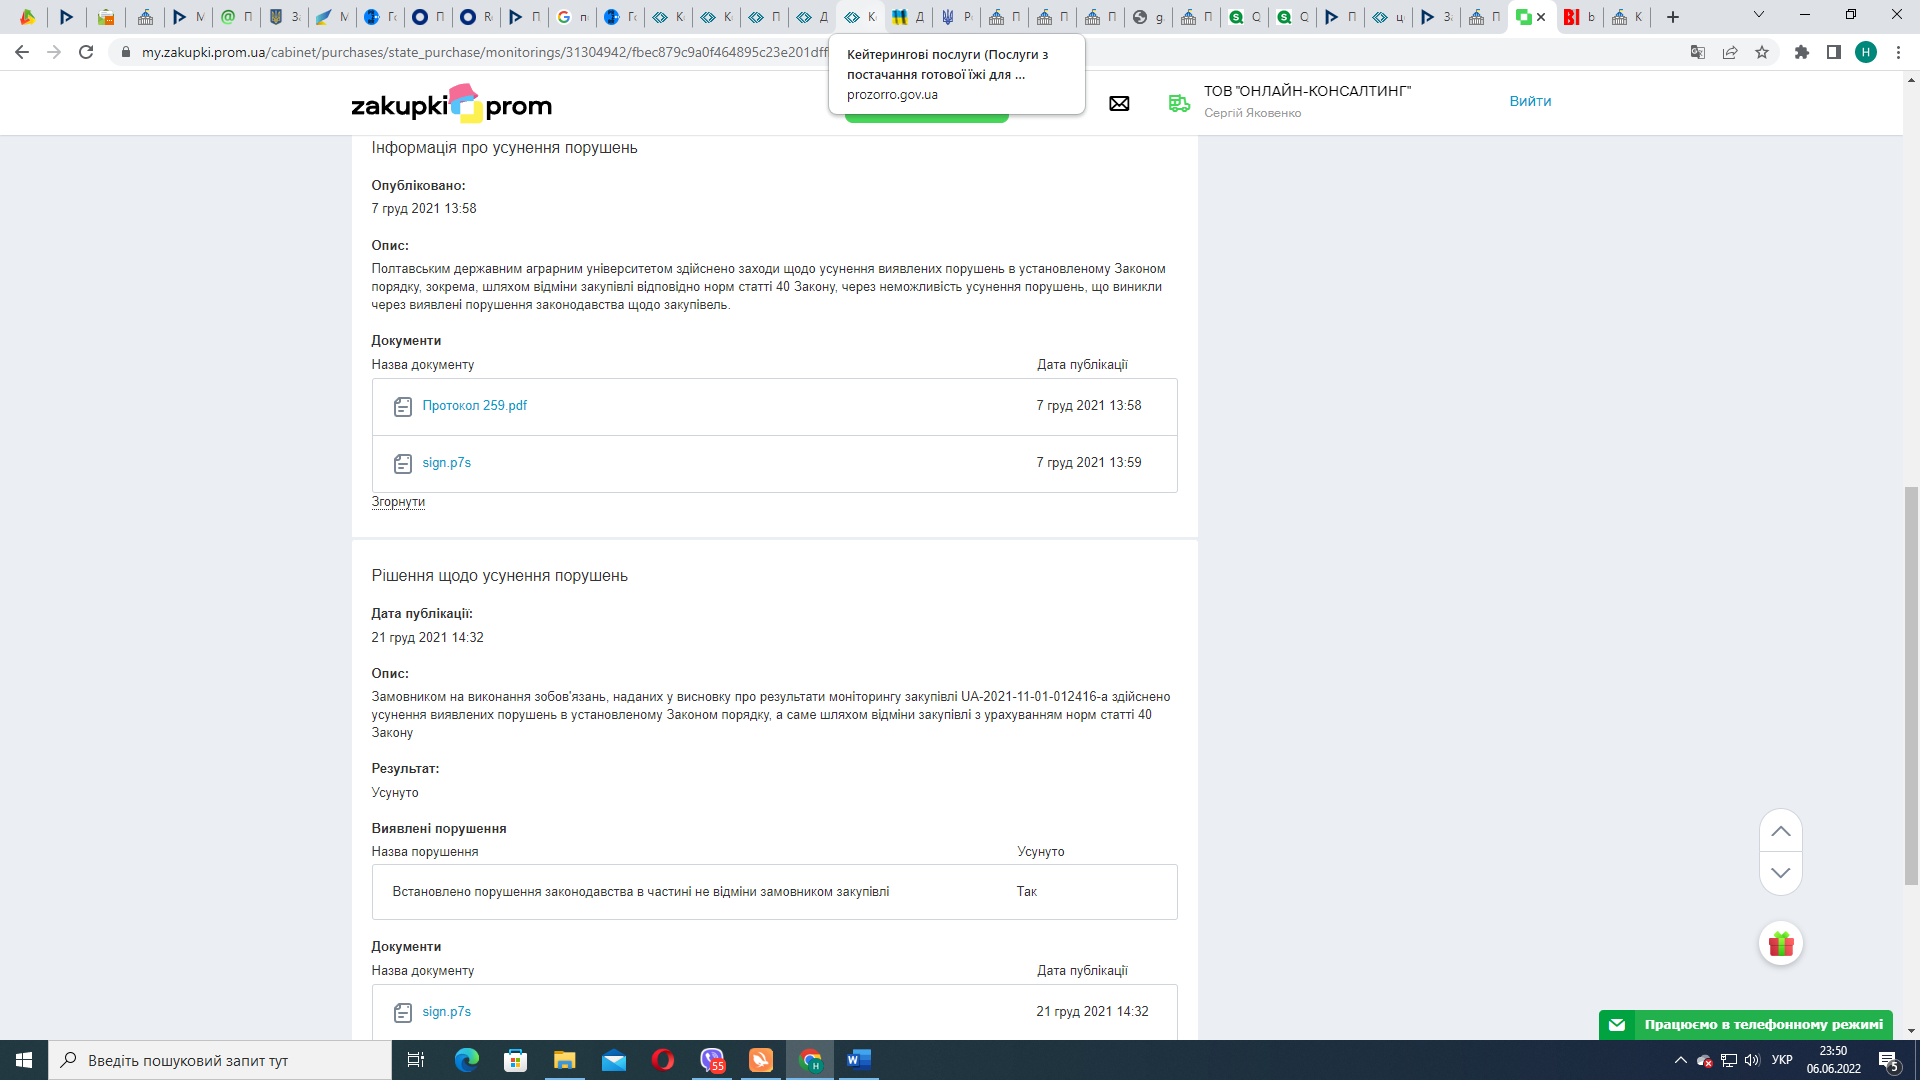 my.zakupki.prom.ua/cabinet/purchases/state_purchase/monitorings/31304942/fbec879c9a0f464895c23e201dff
Кейтерингові послуги (Послуги з
постачання готової їжі для ...
prozorro.gov.ua
zakupki prom
ТОВ "ОНЛАЙН-КОНСАЛТИНГ"
Сергій Яковенко
Вийти
Інформація про усунення порушень
Опубліковано:
7 груд 2021 13:58
Опис:
Полтавським державним аграрним університетом здійснено заходи щодо усунення виявлених порушень в установленому Законом
порядку, зокрема, шляхом відміни закупівлі відповідно норм статті 40 Закону, через неможливість усунення порушень, що виникли
через виявлені порушення законодавства щодо закупівель.
Документи
Назва документу Дата публікації
Протокол 259.pdf 7 груд 2021 13:58
sign.p7s 7 груд 2021 13:59
Згорнути
Рішення щодо усунення порушень
Дата публікації:
21 груд 2021 14:32
Опис:
Замовником на виконання зобов'язань, наданих у висновку про результати моніторингу закупівлі UA-2021-11-01-012416-a здійснено
усунення виявлених порушень в установленому Законом порядку, а саме шляхом відміни закупівлі з урахуванням норм статті 40
Закону
Результат:
Усунуто
Виявлені порушення
Назва порушення Усунуто
Встановлено порушення законодавства в частині не відміни замовником закупівлі Так
Документи
Назва документу Дата публікації
sign.p7s 21 груд 2021 14:32
Працюємо в телефонному режимі
Введіть пошуковий запит тут
55
УКР
23:50
06.06.2022
5